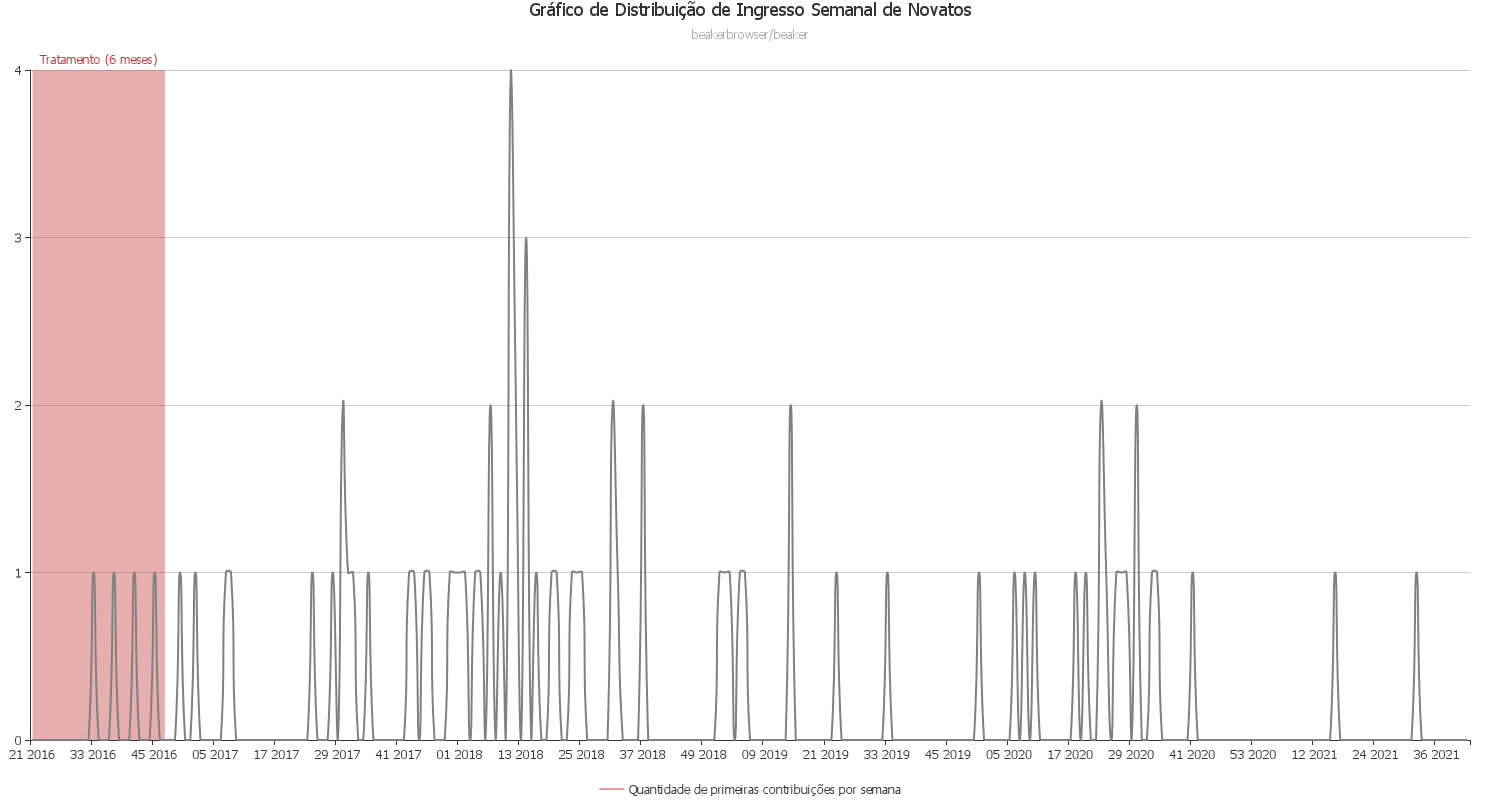 Gráfico de Distribuição de Ingresso Semanal de Novatos
beakerbrowser/beaker
Tratamento (6 meses)
4
3
2
1
0
21 2016 33 2016 45 2016 05 2017 17 2017 29 2017 41 2017 01 2018 13 2018 25 2018 37 2018 49 2018 09 2019 21 2019 33 2019 45 2019 05 2020 17 2020 29 2020 41 2020 53 2020 12 2021 24 2021 36 2021
Quantidade de primeiras contribuições por semana